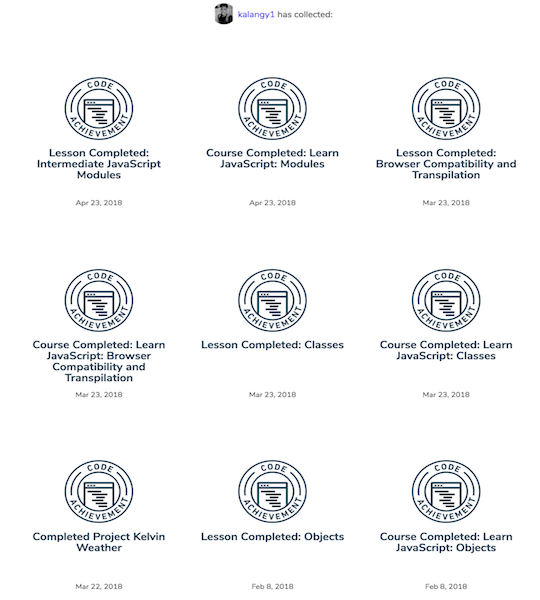 kalangy1 has collected:
CODE ACHIEVEMENT
CODE ACHIEVEMENT
CODE ACHIEVEMENT
Lesson Completed:
Intermediate JavaScript
Modules
Course Completed: Learn
JavaScript: Modules
Lesson Completed:
Browser Compatibility and
Transpilation
Apr 23, 2018
Apr 23, 2018
Mar 23, 2018
CODE ACHIEVEMENT
CODE ACHIEVEMENT
CODE ACHIEVEMENT
Course Completed: Learn
JavaScript: Browser
Compatibility and
Transpilation
Lesson Completed: Classes
Course Completed: Learn
JavaScript: Classes
Mar 23, 2018
Mar 23, 2018
Mar 23, 2018
CODE ACHIEVEMENT
CODE ACHIEVEMENT
CODE ACHIEVEMENT
Completed Project Kelvin
Weather
Lesson Completed: Objects
Course Completed: Learn
JavaScript: Objects
Mar 22, 2018
Feb 8, 2018
Feb 8, 2018